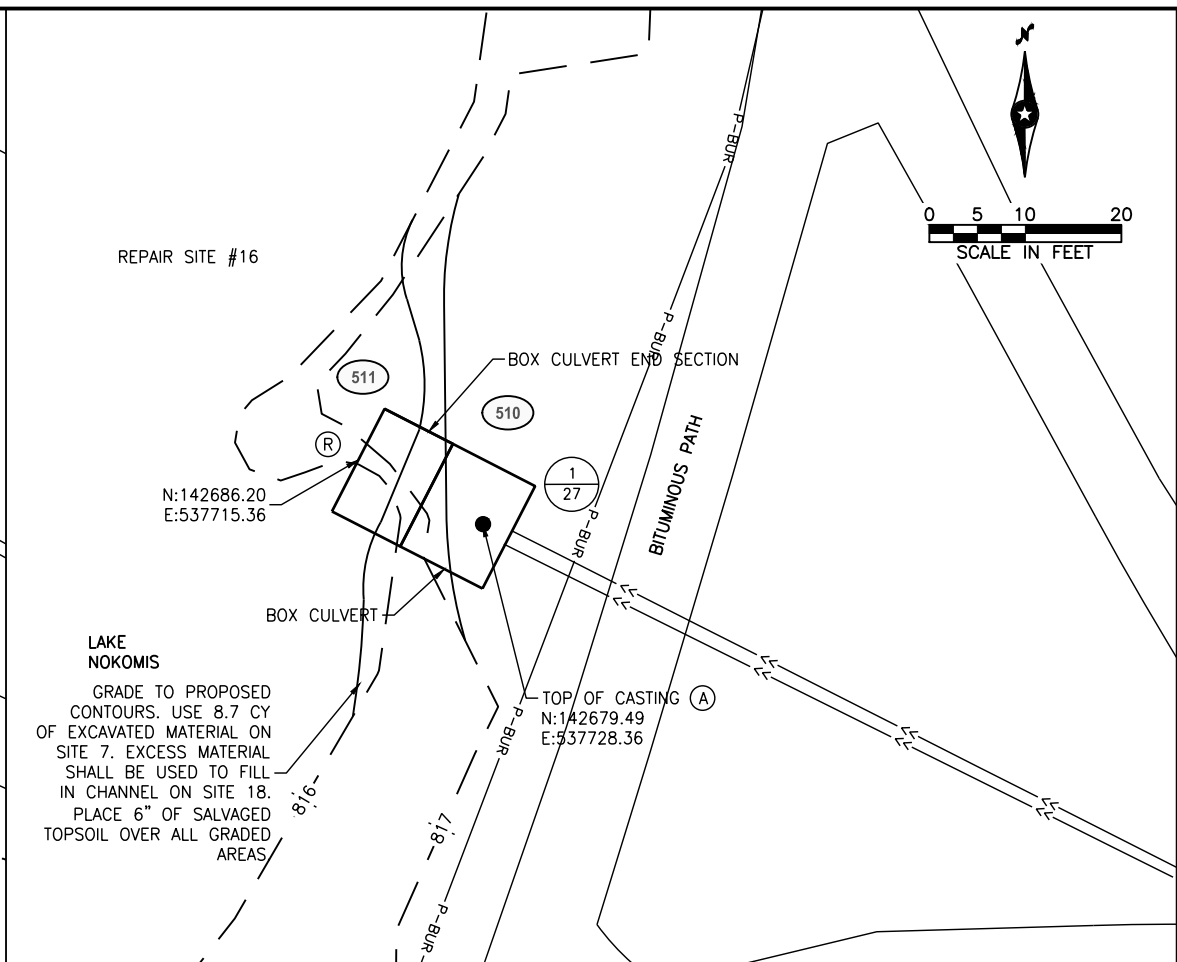 N
P-BUR
0 5 10 20
SCALE IN FEET
REPAIR SITE #16
P-BUR
BOX CULVERT END SECTION
511
510
R
1
27
N:142686.20
E:537715.36
P-BUR
BITUMINOUS PATH
BOX CULVERT
LAKE
NOKOMIS
GRADE TO PROPOSED
CONTOURS. USE 8.7 CY
OF EXCAVATED MATERIAL ON
SITE 7. EXCESS MATERIAL
SHALL BE USED TO FILL
IN CHANNEL ON SITE 18.
PLACE 6” OF SALVAGED
TOPSOIL OVER ALL GRADED
AREAS.
TOP OF CASTING A
N:142679.49
E:537728.36
P-BUR
816
817
P-BUR